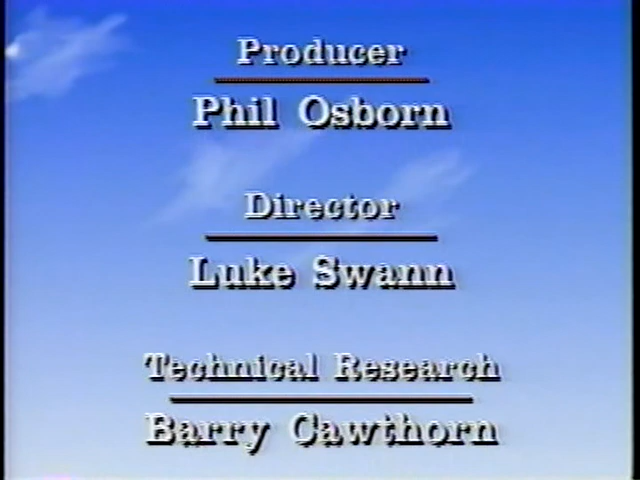 Producer
Phil Osborn
Director
Luke Swann
Technical Research
Barry Cawthorn